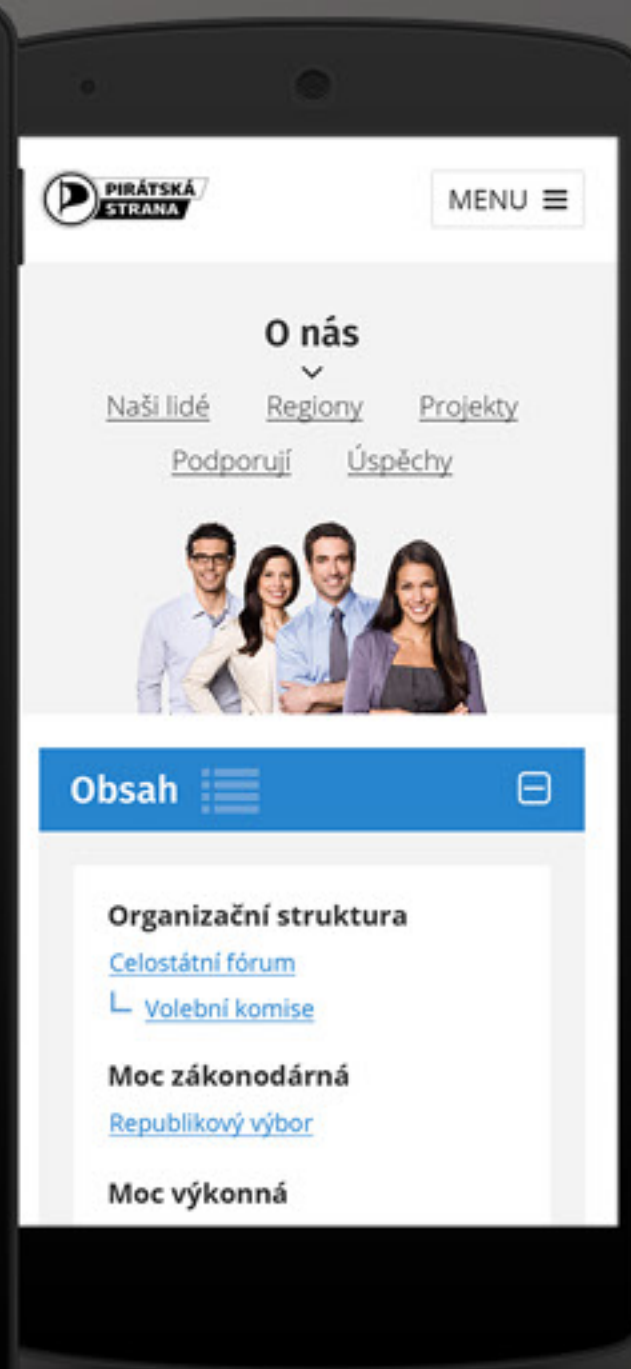 PIRÁTSKÁ
STRANA
MENU
O nás
Naši lidé Regiony Projekty
Podporují Úspěchy
Obsah
Organizační struktura
Celostátní fórum
Volební komise
Moc zákonodárná
Republikový výbor
Moc výkonná